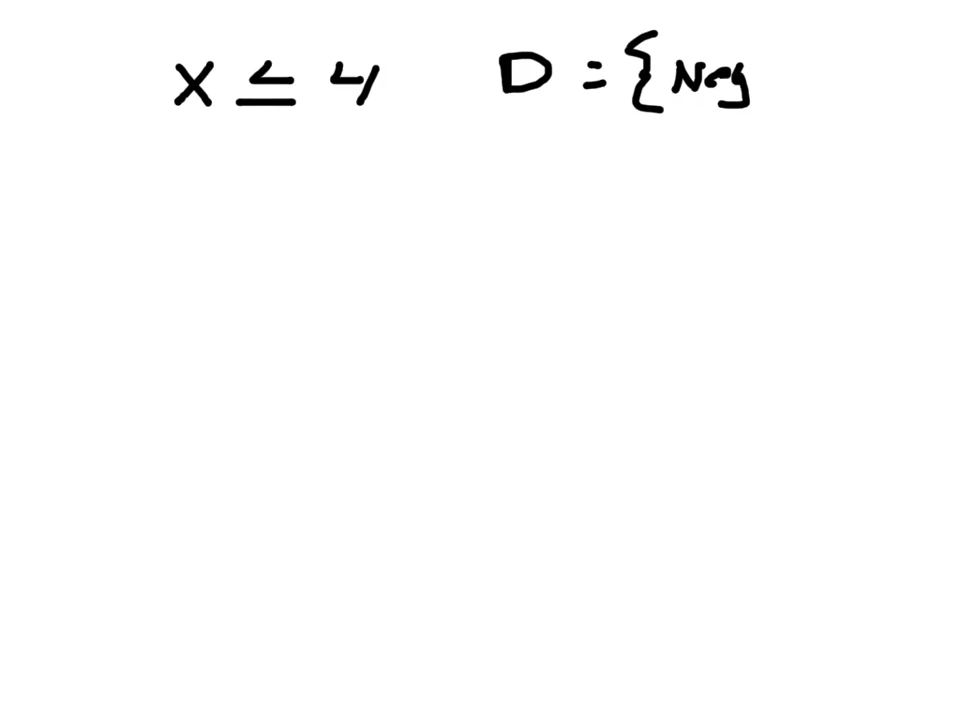 X ≤ 4 D = { Neg